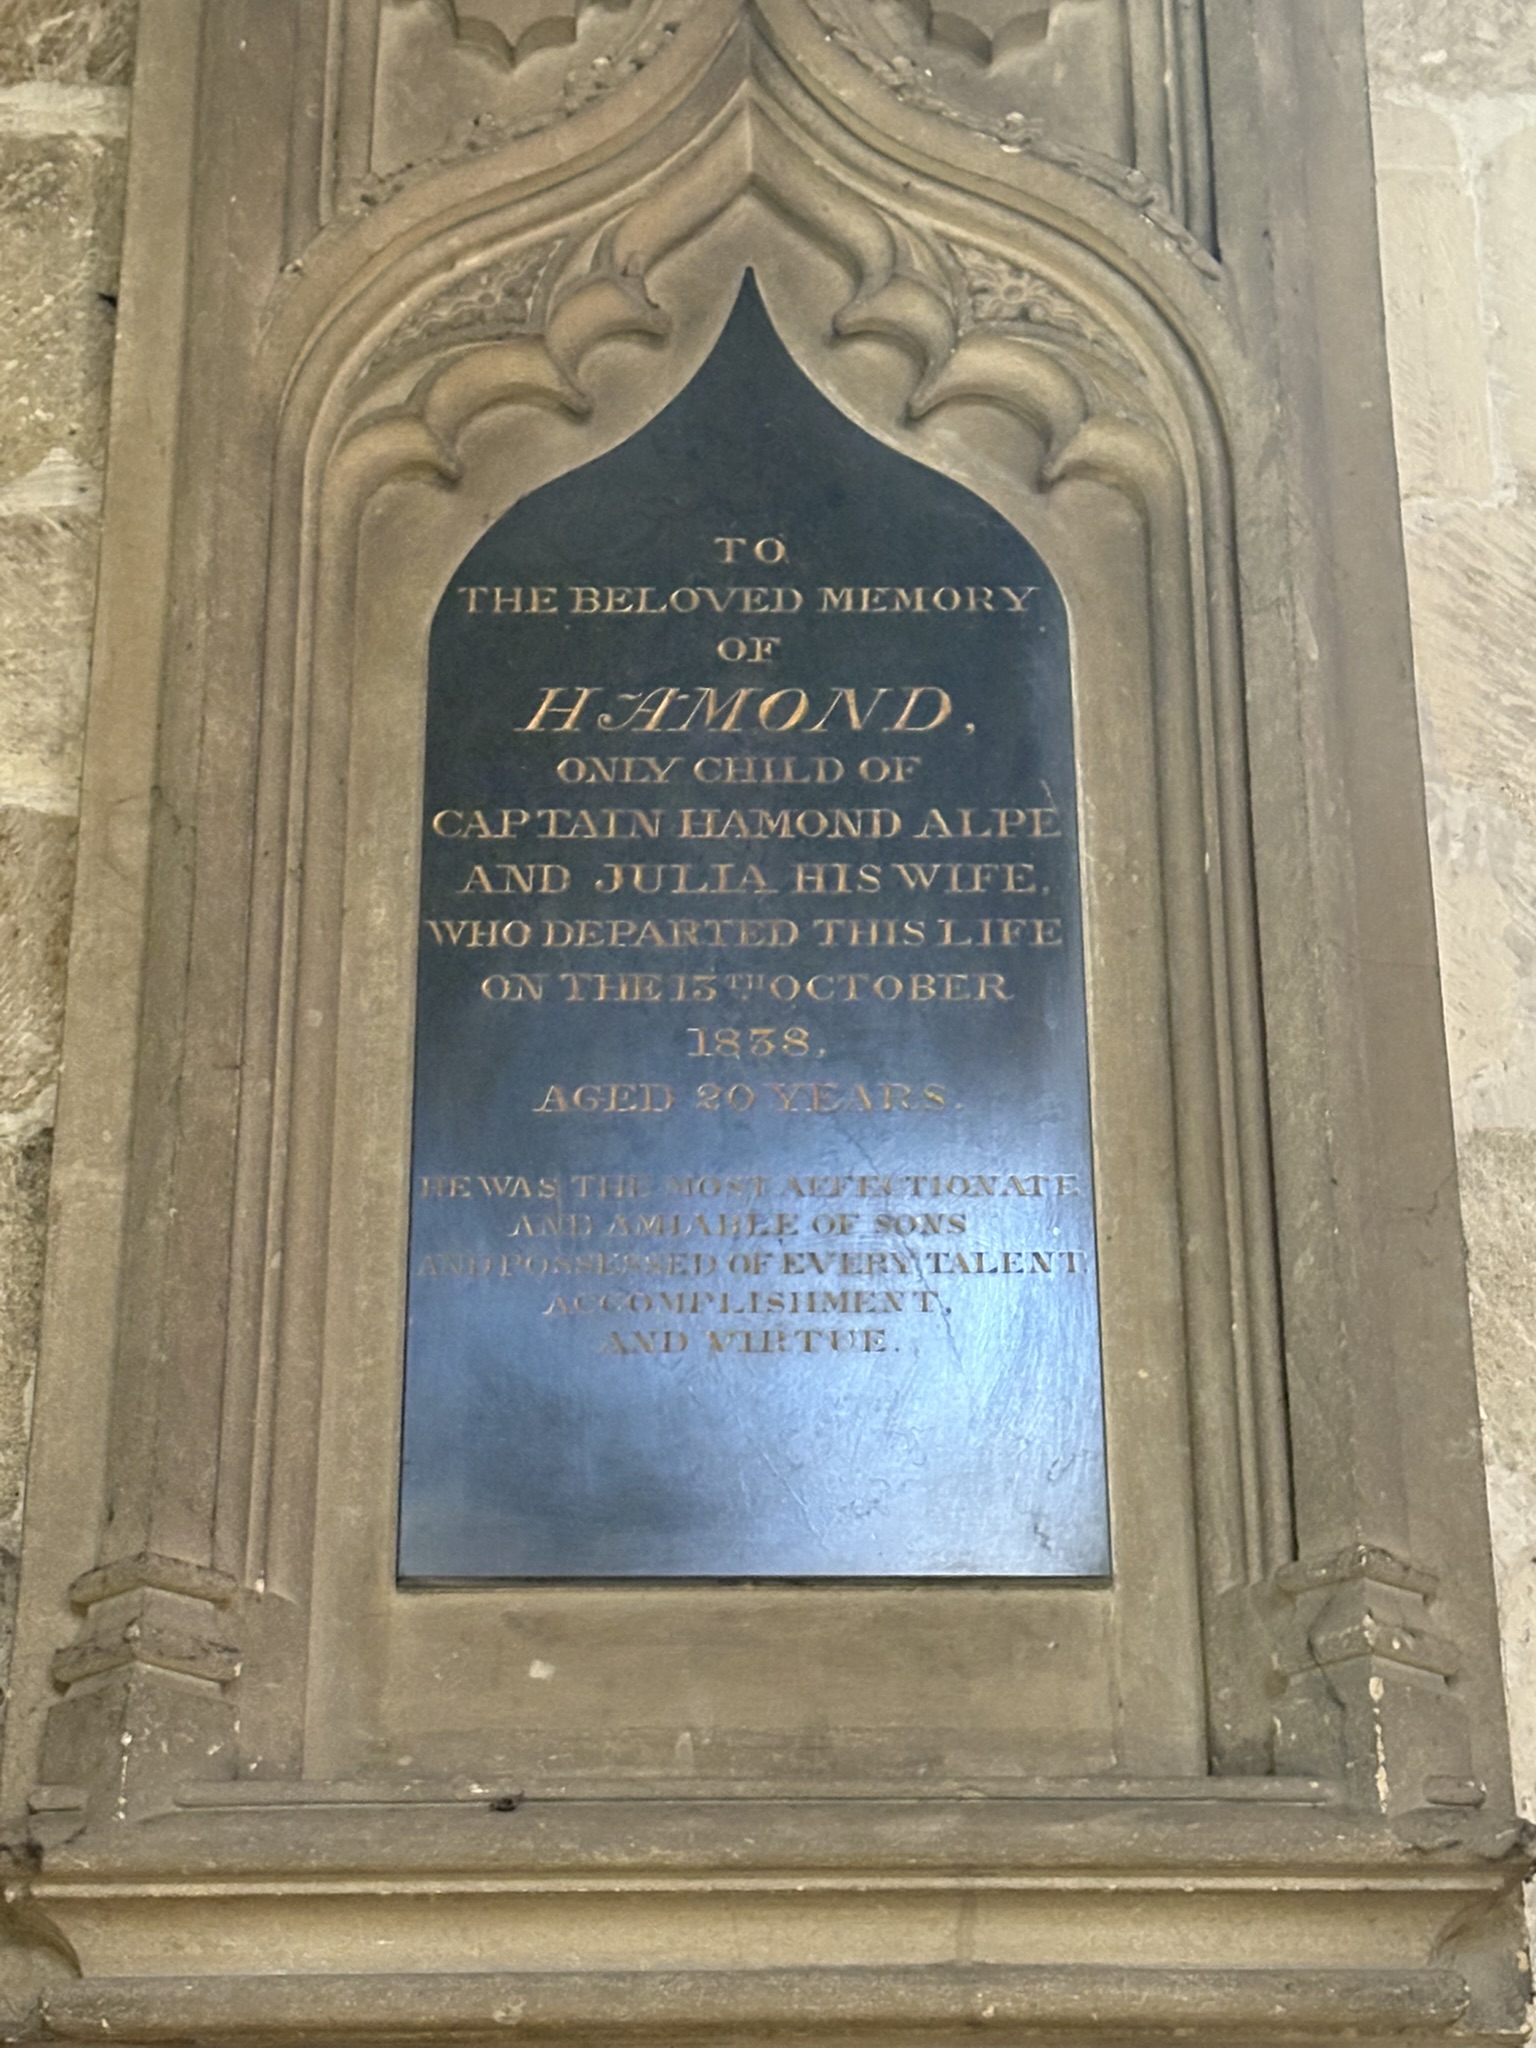 TO
THE BELOVED MEMORY
OF
HAMOND,
ONLY CHILD OF
CAPTAIN HAMOND ALPE
AND JULIA HIS WIFE,
WHO DEPARTED THIS LIFE
ON THE 13TH OCTOBER
1838,
AGED 20 YEARS.
HE WAS THE MOST AFFECTIONATE
AND AMIABLE OF SONS
AND POSSESSED OF EVERY TALENT,
ACCOMPLISHMENT,
AND VIRTUE.